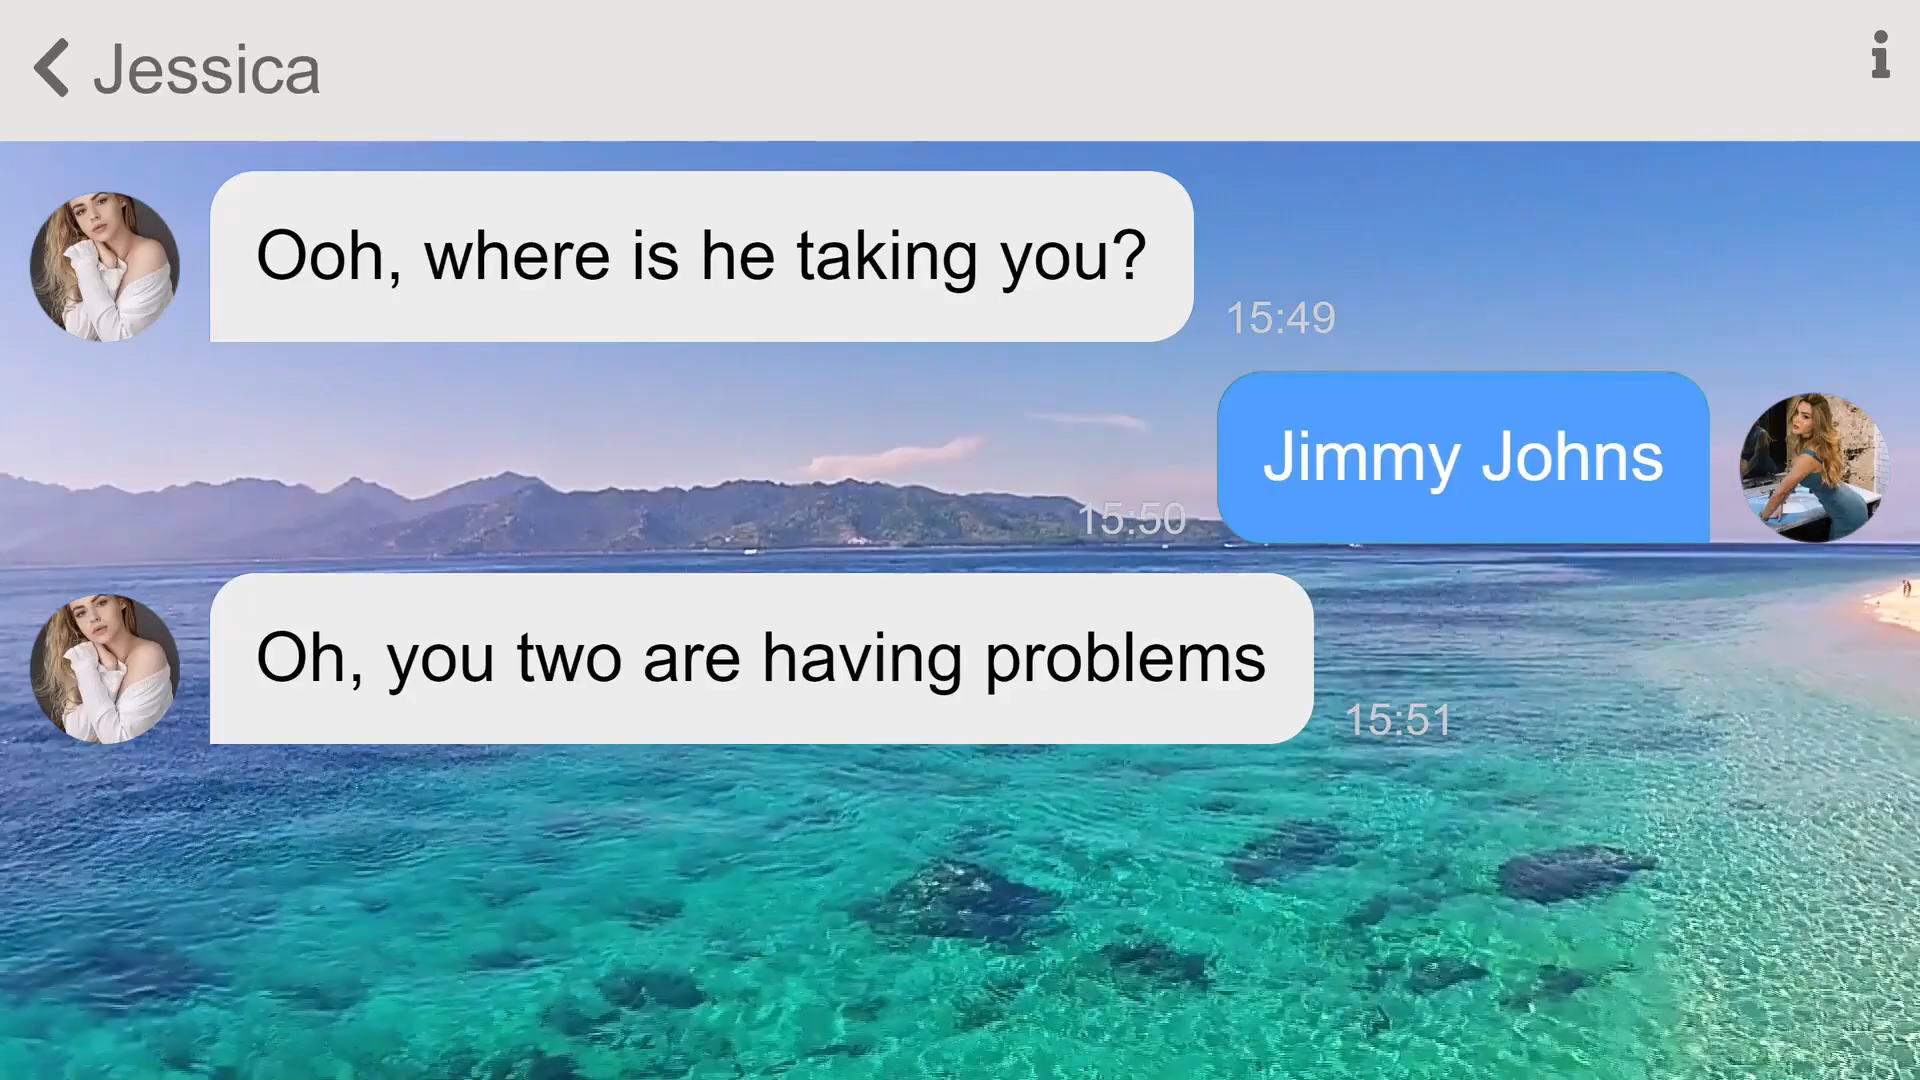 Jessica
Ooh, where is he taking you?
15:49
Jimmy Johns
15:50
Oh, you two are having problems
15:51